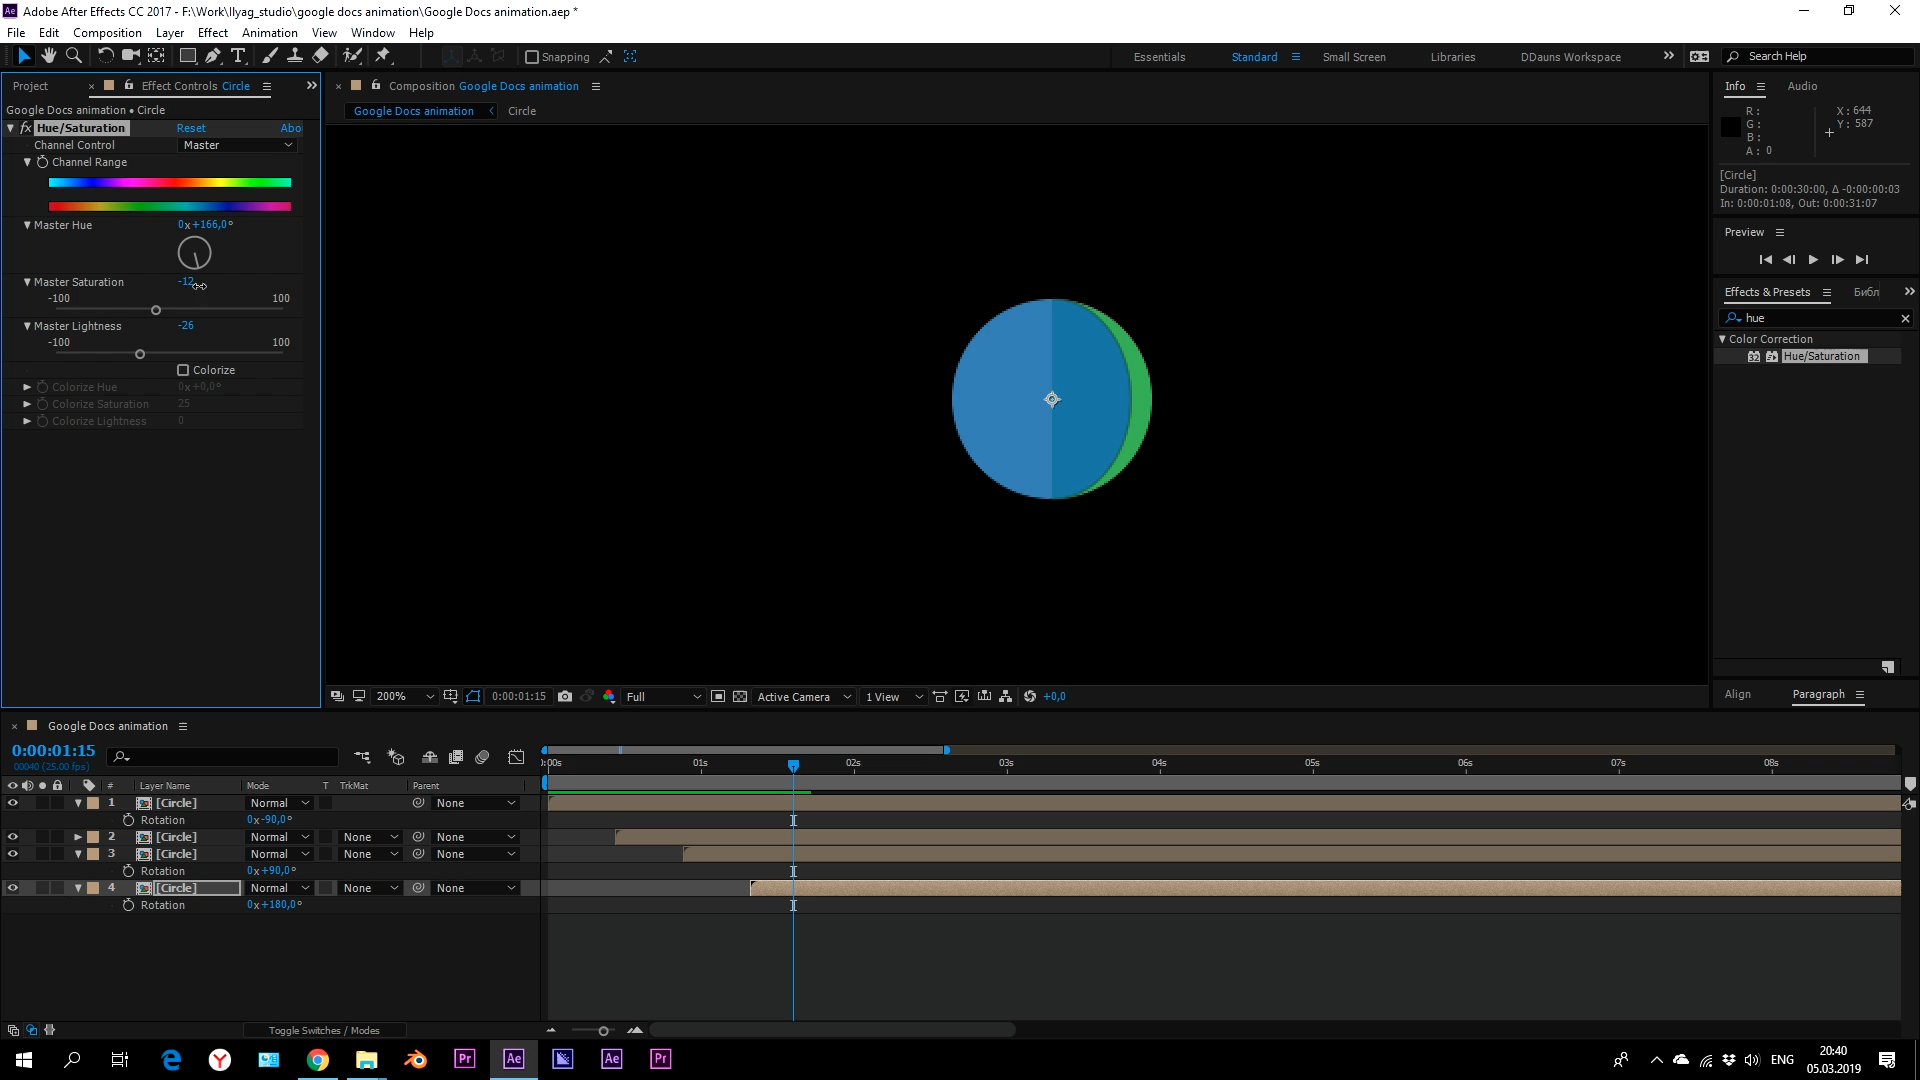 Ae Adobe After Effects CC 2017 - F:\Work\Ilyag_studio\google docs animation\Google Docs animation.aep *
File Edit Composition Layer Effect Animation View Window Help
Snapping Essentials Standard Small Screen Libraries DDauns Workspace Search Help
Project Effect Controls Circle
Composition Google Docs animation
Info Audio
Google Docs animation • Circle
Google Docs animation Circle
fx Hue/Saturation Reset Abo
Channel Control Master
Channel Range
Master Hue 0x+166,0°
Master Saturation -12
-100 100
Master Lightness -26
-100 100
Colorize
Colorize Hue 0x+0,0°
Colorize Saturation 25
Colorize Lightness 0
R: X: 644
G: Y: 587
B:
A: 0
[Circle]
Duration: 0:00:30:00, Δ -0:00:00:03
In: 0:00:01:08, Out: 0:00:31:07
Preview
Effects & Presets Библ
hue
Color Correction
32 Hue/Saturation
Align Paragraph
200% 0:00:01:15 Full Active Camera 1 View +0,0
Google Docs animation
0:00:01:15
00040 (25.00 fps)
:00s 01s 02s 03s 04s 05s 06s 07s 08s
# Layer Name Mode T TrkMat Parent
1 [Circle] Normal None
Rotation 0x-90,0°
2 [Circle] Normal None None
3 [Circle] Normal None None
Rotation 0x+90,0°
4 [Circle] Normal None None
Rotation 0x+180,0°
Toggle Switches / Modes
Pr Ae Ae Pr ENG 20:40
05.03.2019